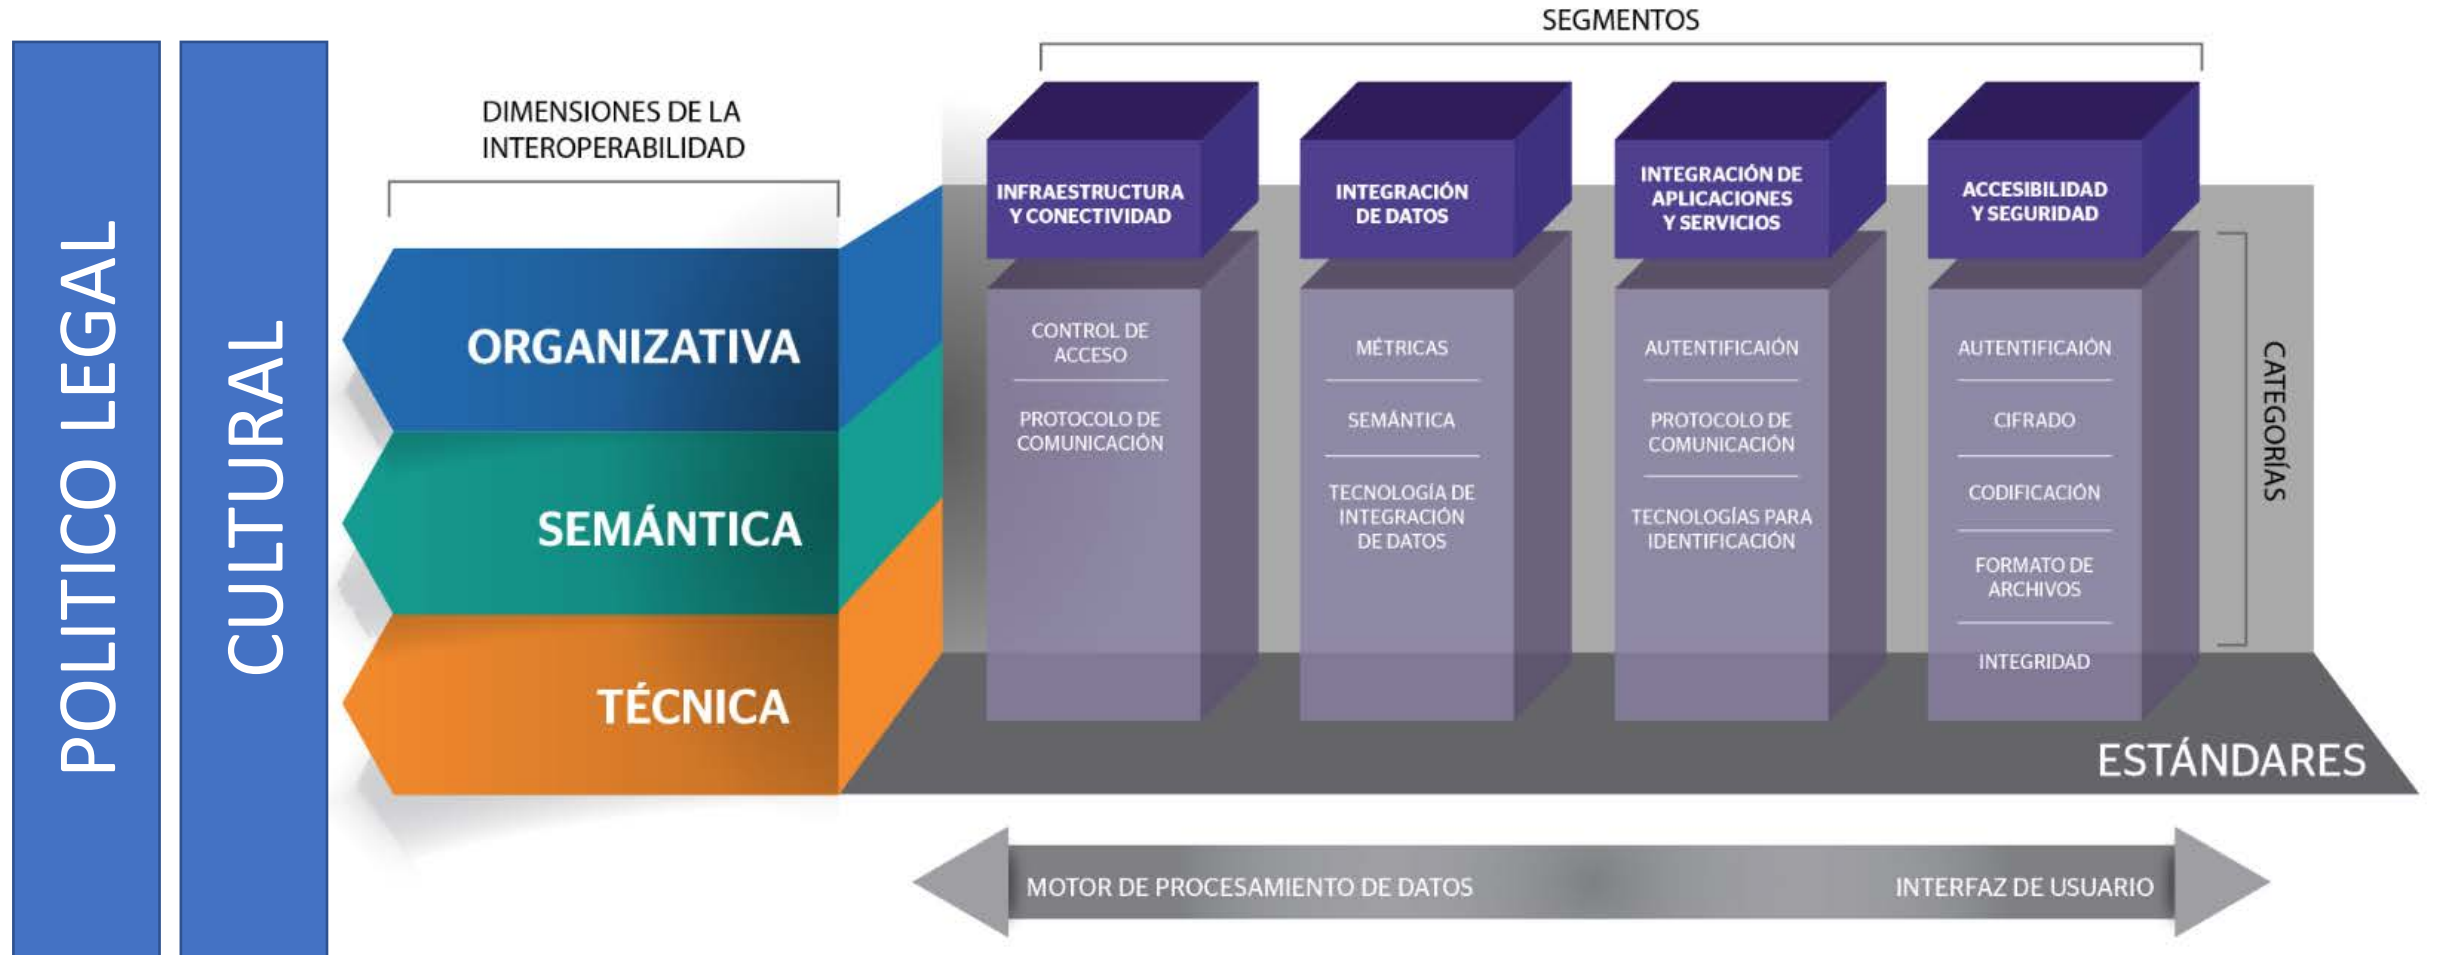 POLITICO LEGAL
CULTURAL
DIMENSIONES DE LA
INTEROPERABILIDAD
ORGANIZATIVA
SEMÁNTICA
TÉCNICA
SEGMENTOS
INFRAESTRUCTURA
Y CONECTIVIDAD
CONTROL DE
ACCESO
PROTOCOLO DE
COMUNICACIÓN
INTEGRACIÓN
DE DATOS
MÉTRICAS
SEMÁNTICA
TECNOLOGÍA DE
INTEGRACIÓN
DE DATOS
INTEGRACIÓN DE
APLICACIONES
Y SERVICIOS
AUTENTIFICAIÓN
PROTOCOLO DE
COMUNICACIÓN
TECNOLOGÍAS PARA
IDENTIFICACIÓN
ACCESIBILIDAD
Y SEGURIDAD
AUTENTIFICAIÓN
CIFRADO
CODIFICACIÓN
FORMATO DE
ARCHIVOS
INTEGRIDAD
CATEGORÍAS
ESTÁNDARES
MOTOR DE PROCESAMIENTO DE DATOS
INTERFAZ DE USUARIO